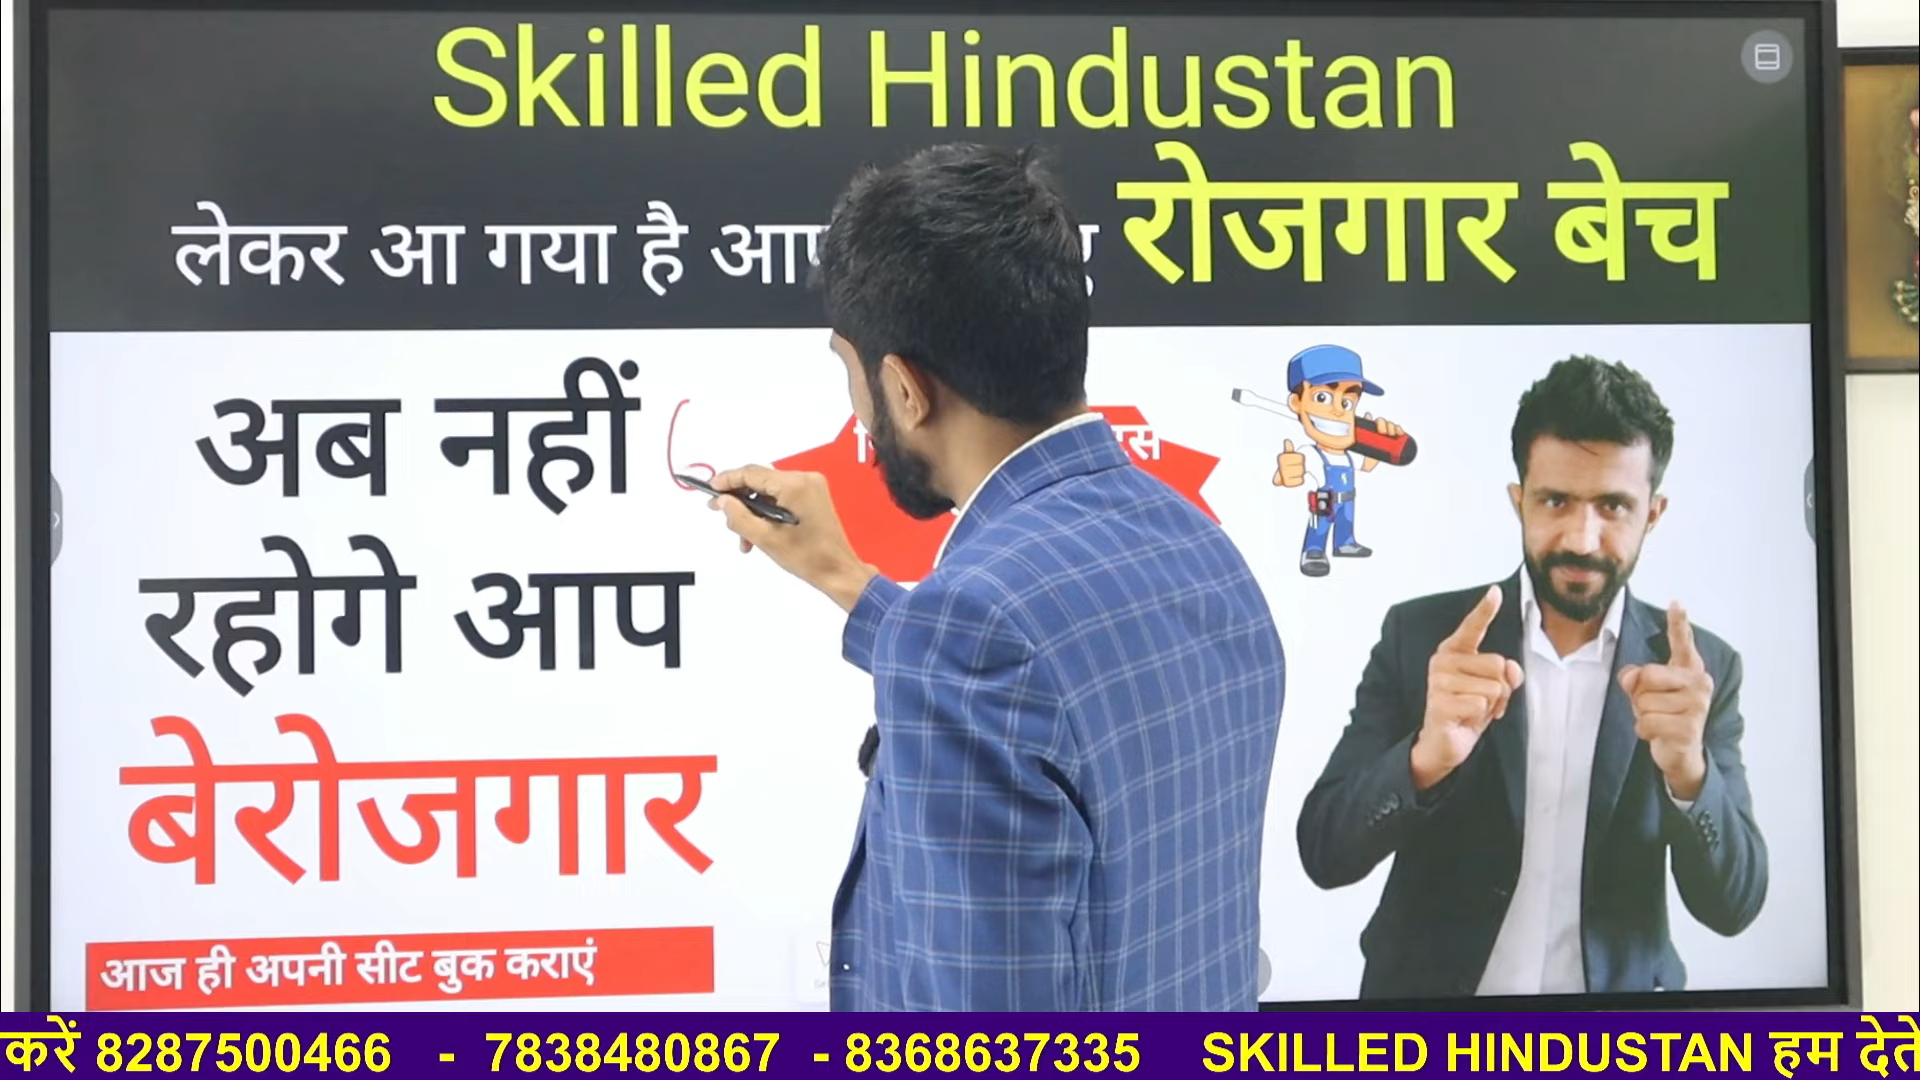 Skilled Hindustan
लेकर आ गया है रोजगार बेच
अब नहीं
रहोगे आप
बेरोजगार
आज ही अपनी सीट बुक कराएं
करें 8287500466 - 7838480867 - 8368637335 SKILLED HINDUSTAN हम देते